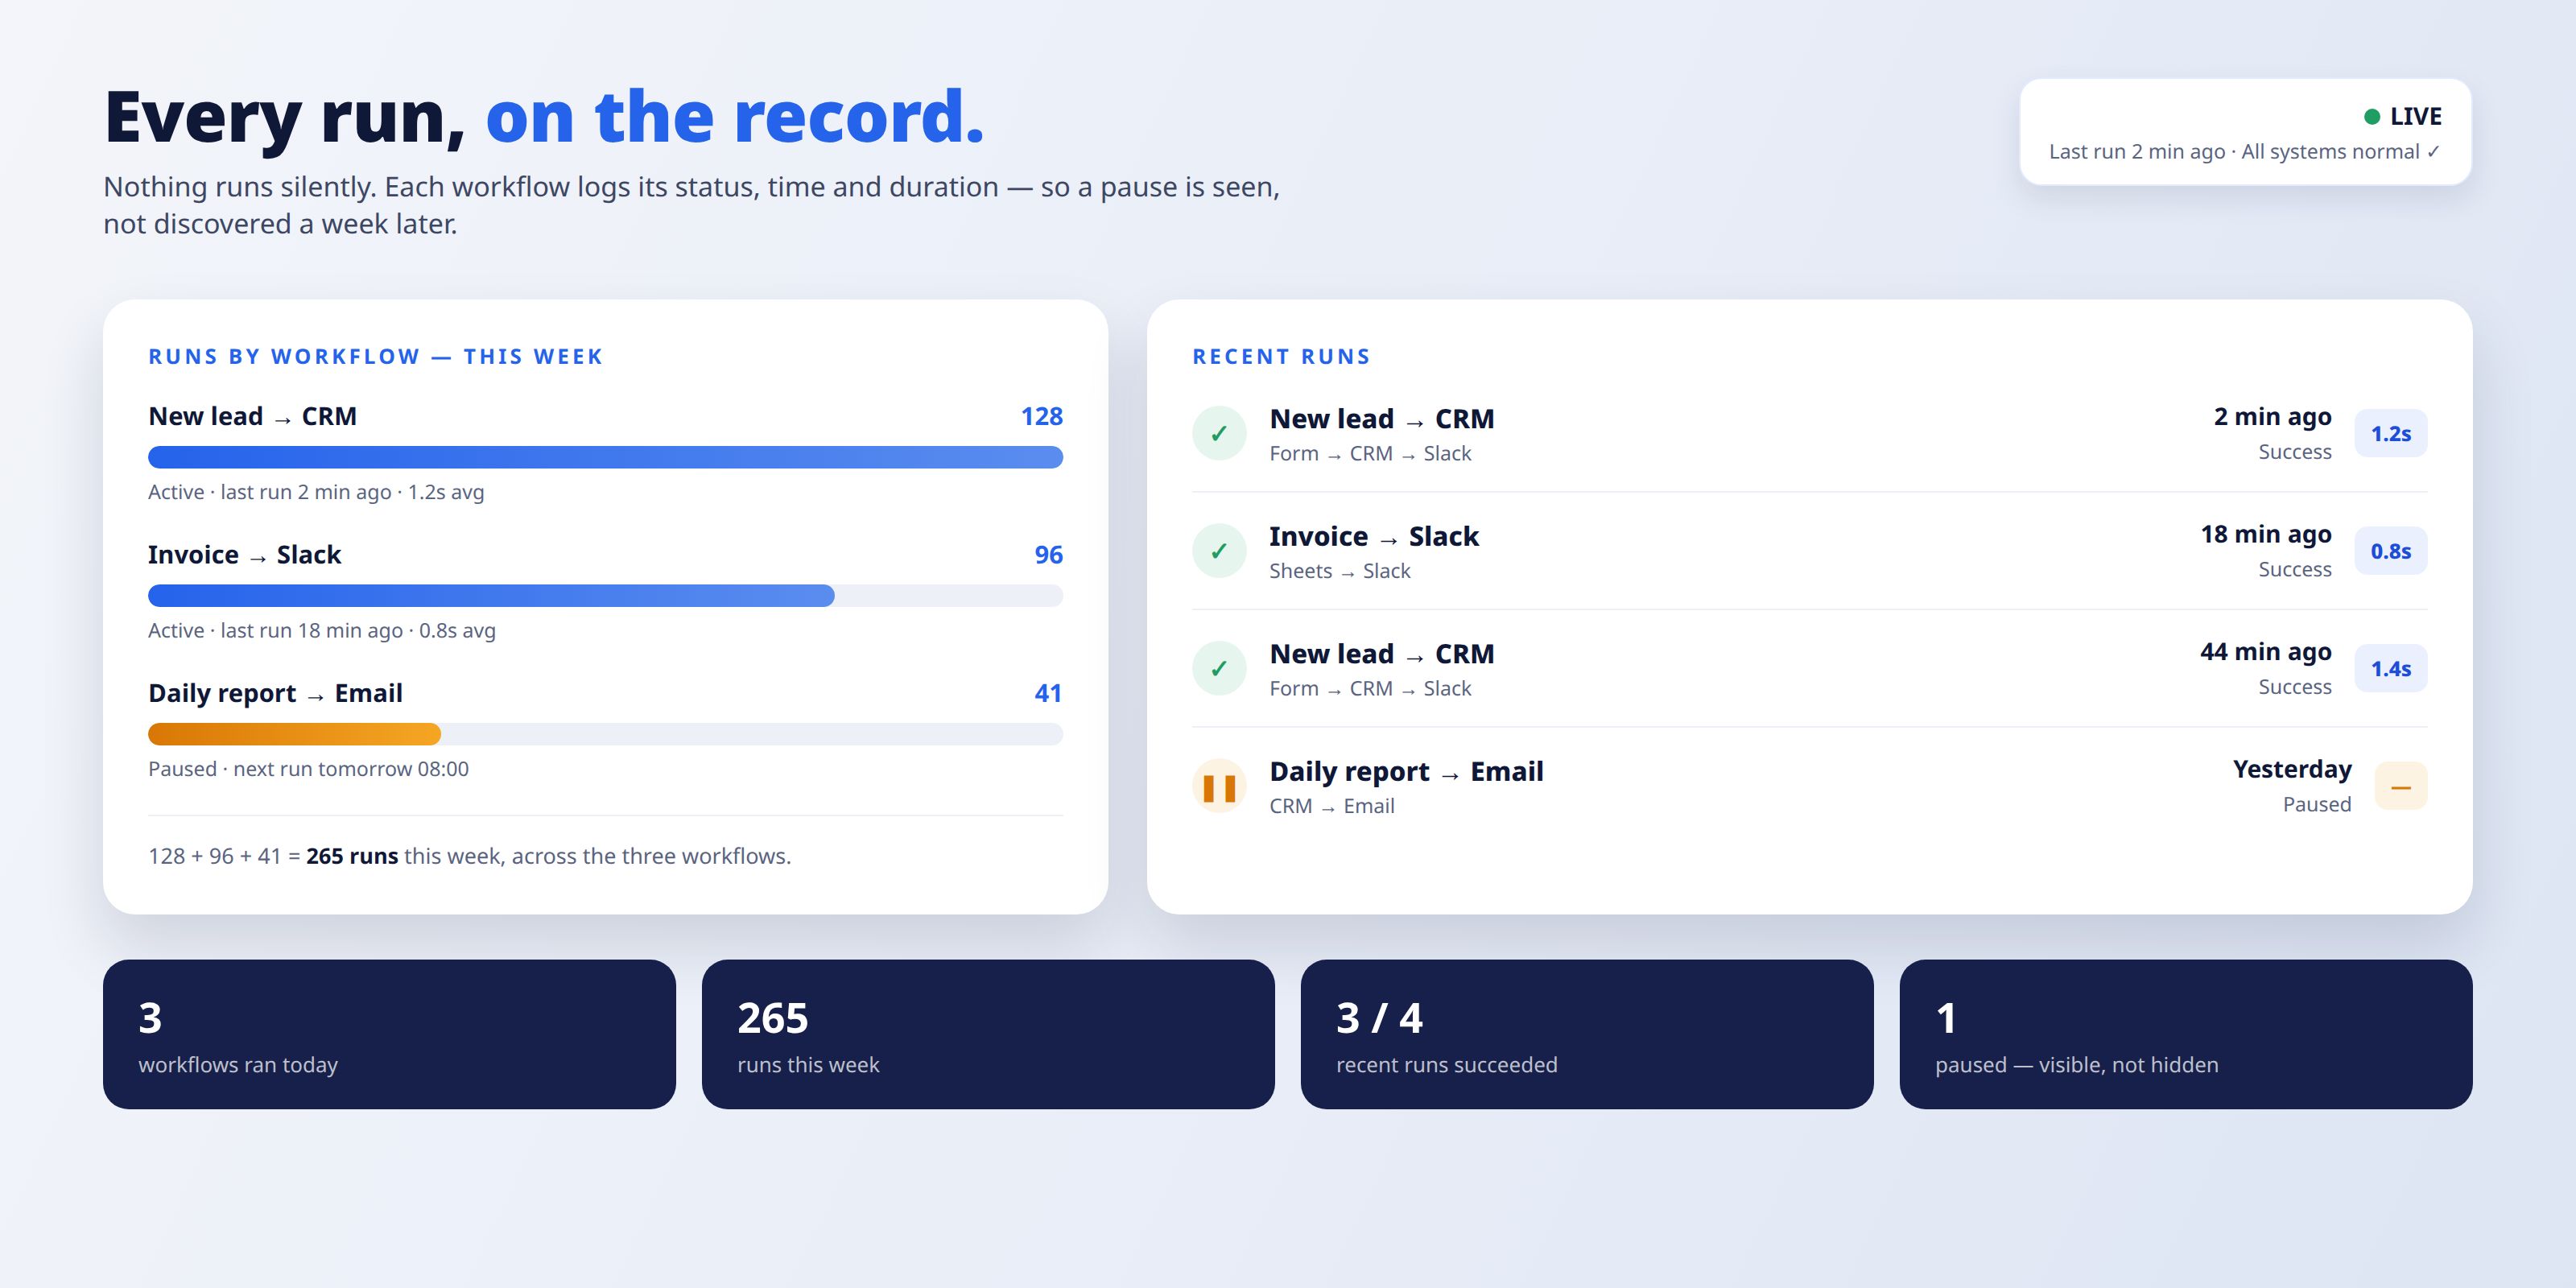 Every run, on the record.
Nothing runs silently. Each workflow logs its status, time and duration — so a pause is seen,
not discovered a week later.
LIVE
Last run 2 min ago · All systems normal ✓
RUNS BY WORKFLOW — THIS WEEK
New lead → CRM 128
Active · last run 2 min ago · 1.2s avg
Invoice → Slack 96
Active · last run 18 min ago · 0.8s avg
Daily report → Email 41
Paused · next run tomorrow 08:00
128 + 96 + 41 = 265 runs this week, across the three workflows.
RECENT RUNS
✓ New lead → CRM 2 min ago 1.2s
Form → CRM → Slack Success
✓ Invoice → Slack 18 min ago 0.8s
Sheets → Slack Success
✓ New lead → CRM 44 min ago 1.4s
Form → CRM → Slack Success
Daily report → Email Yesterday —
CRM → Email Paused
3
workflows ran today
265
runs this week
3 / 4
recent runs succeeded
1
paused — visible, not hidden